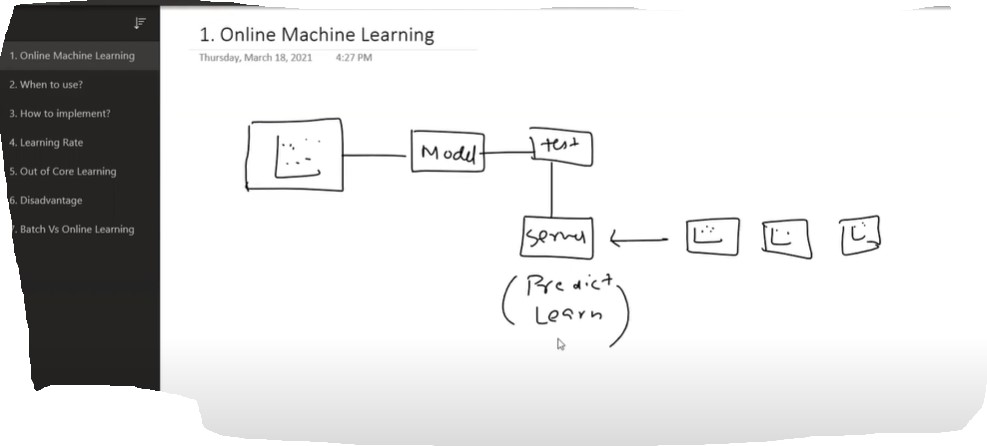 1. Online Machine Learning
2. When to use?
3. How to implement?
4. Learning Rate
5. Out of Core Learning
6. Disadvantage
7. Batch Vs Online Learning
1. Online Machine Learning
Thursday, March 18, 2021 4:27 PM
Model
test
server
(Predict
Learn)